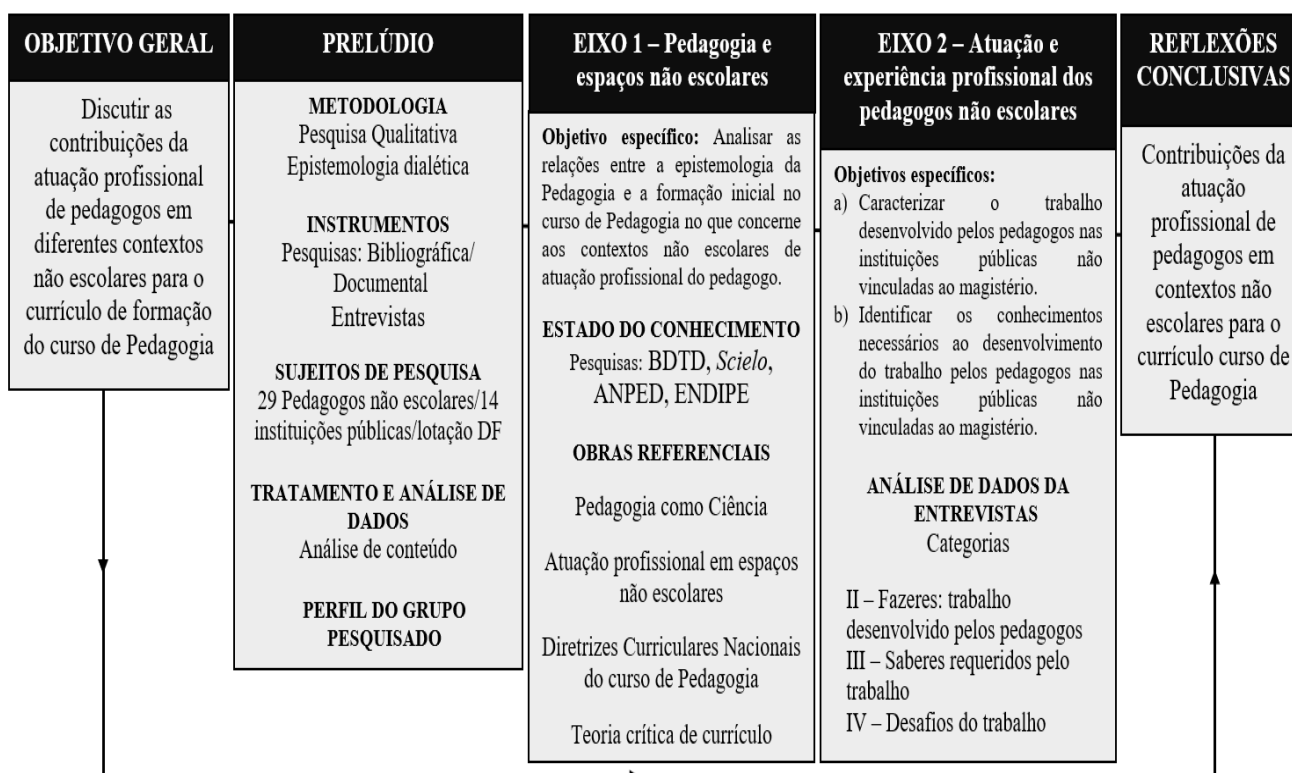 OBJETIVO GERAL
Discutir as
contribuições da
atuação profissional
de pedagogos em
diferentes contextos
não escolares para o
currículo de formação
do curso de Pedagogia
PRELÚDIO
METODOLOGIA
Pesquisa Qualitativa
Epistemologia dialética
INSTRUMENTOS
Pesquisas: Bibliográfica/
Documental
Entrevistas
SUJEITOS DE PESQUISA
29 Pedagogos não escolares/14
instituições públicas/lotação DF
TRATAMENTO E ANÁLISE DE
DADOS
Análise de conteúdo
PERFIL DO GRUPO
PESQUISADO
EIXO 1 – Pedagogia e
espaços não escolares
Objetivo específico: Analisar as
relações entre a epistemologia da
Pedagogia e a formação inicial no
curso de Pedagogia no que concerne
aos contextos não escolares de
atuação profissional do pedagogo.
ESTADO DO CONHECIMENTO
Pesquisas: BDTD, Scielo,
ANPED, ENDIPE
OBRAS REFERENCIAIS
Pedagogia como Ciência
Atuação profissional em espaços
não escolares
Diretrizes Curriculares Nacionais
do curso de Pedagogia
Teoria crítica de currículo
EIXO 2 – Atuação e
experiência profissional dos
pedagogos não escolares
Objetivos específicos:
a) Caracterizar o trabalho
desenvolvido pelos pedagogos nas
instituições públicas não
vinculadas ao magistério.
b) Identificar os conhecimentos
necessários ao desenvolvimento
do trabalho pelos pedagogos nas
instituições públicas não
vinculadas ao magistério.
ANÁLISE DE DADOS DA
ENTREVISTAS
Categorias
II – Fazeres: trabalho
desenvolvido pelos pedagogos
III – Saberes requeridos pelo
trabalho
IV – Desafios do trabalho
REFLEXÕES
CONCLUSIVAS
Contribuições da
atuação
profissional de
pedagogos em
contextos não
escolares para o
currículo curso de
Pedagogia